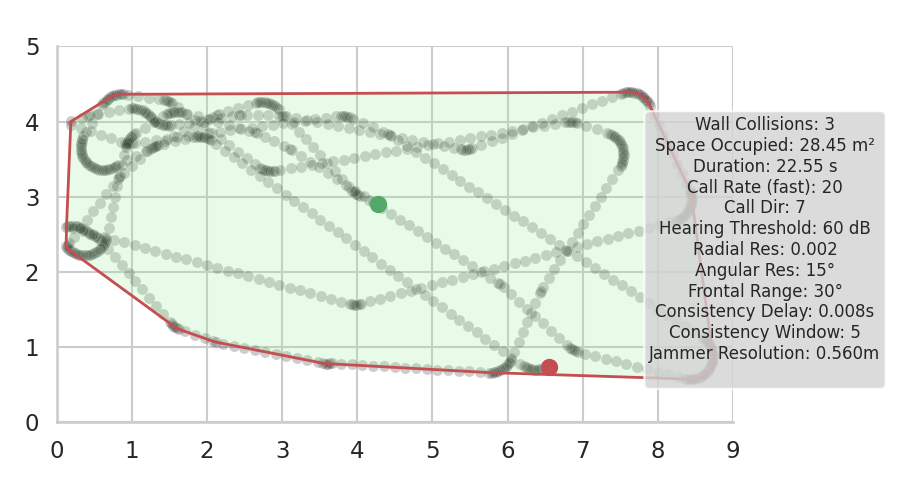 5
4
3
2
1
0
0 1 2 3 4 5 6 7 8 9
Wall Collisions: 3
Space Occupied: 28.45 m²
Duration: 22.55 s
Call Rate (fast): 20
Call Dir: 7
Hearing Threshold: 60 dB
Radial Res: 0.002
Angular Res: 15°
Frontal Range: 30°
Consistency Delay: 0.008s
Consistency Window: 5
Jammer Resolution: 0.560m